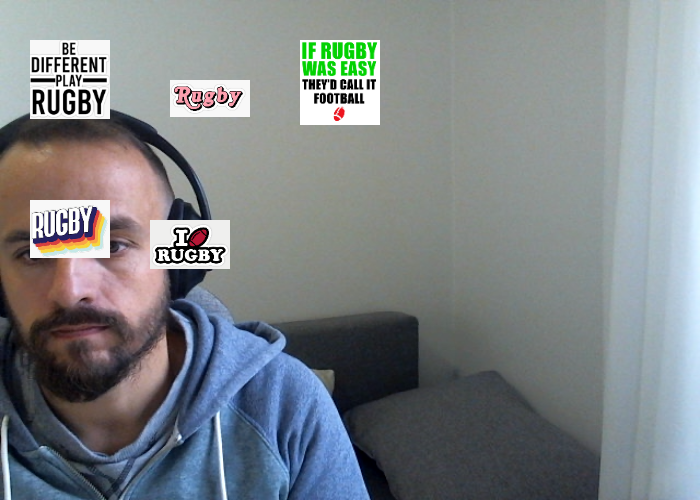 BE
DIFFERENT
PLAY
RUGBY
Rugby
IF RUGBY
WAS EASY
THEY'D CALL IT
FOOTBALL
RUGBY
I
RUGBY